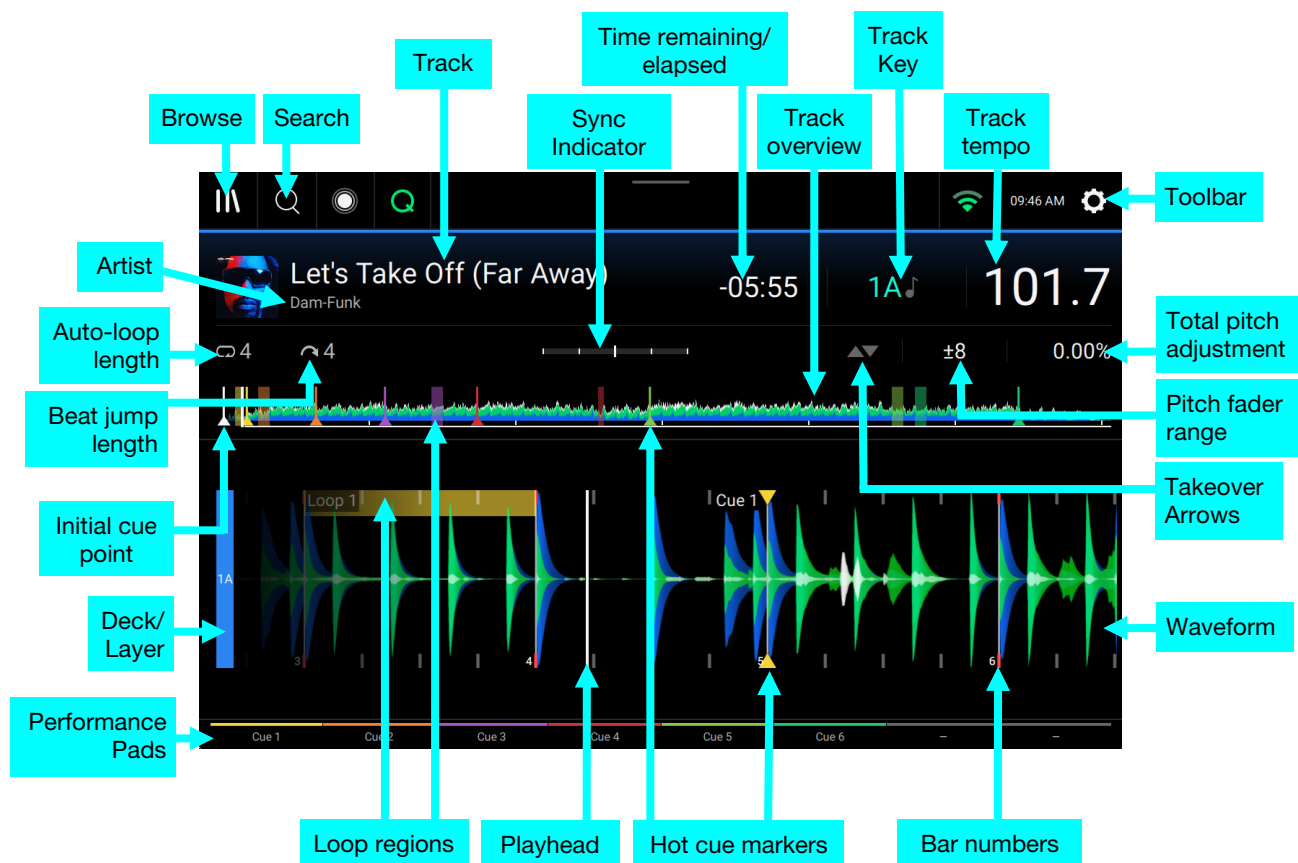 Time remaining/
elapsed
Track
Key
Track
Browse
Search
Sync
Indicator
Track
overview
Track
tempo
09:46 AM
Toolbar
Artist
Let's Take Off (Far Away)
Dam-Funk
-05:55
1A
101.7
Auto-loop
length
4
4
±8
0.00%
Total pitch
adjustment
Beat jump
length
Pitch fader
range
Initial cue
point
Loop 1
Cue 1
Takeover
Arrows
1A
Deck/
Layer
3
4
5
6
Waveform
Performance
Pads
Cue 1
Cue 2
Cue 3
Cue 4
Cue 5
Cue 6
–
–
Loop regions
Playhead
Hot cue markers
Bar numbers